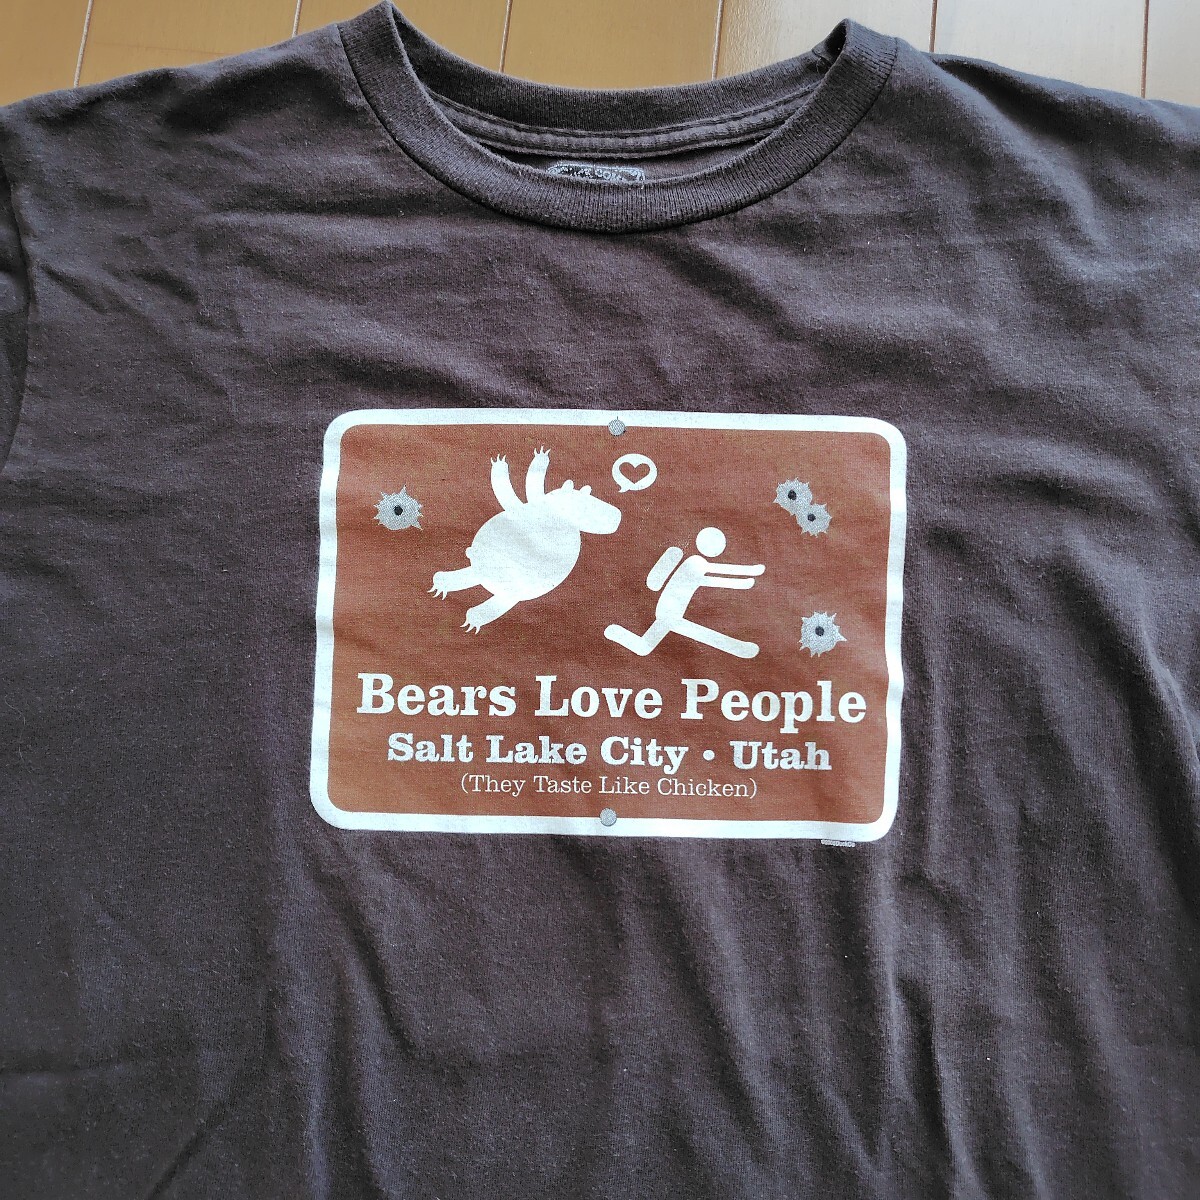 Bears Love People
Salt Lake City • Utah
(They Taste Like Chicken)